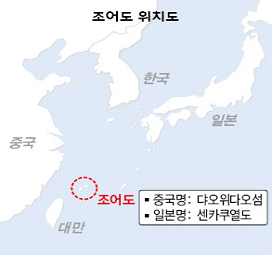 조어도 위치도
한국
일본
중국
조어도
▪ 중국명: 댜오위다오섬
▪ 일본명: 센카쿠열도
대만